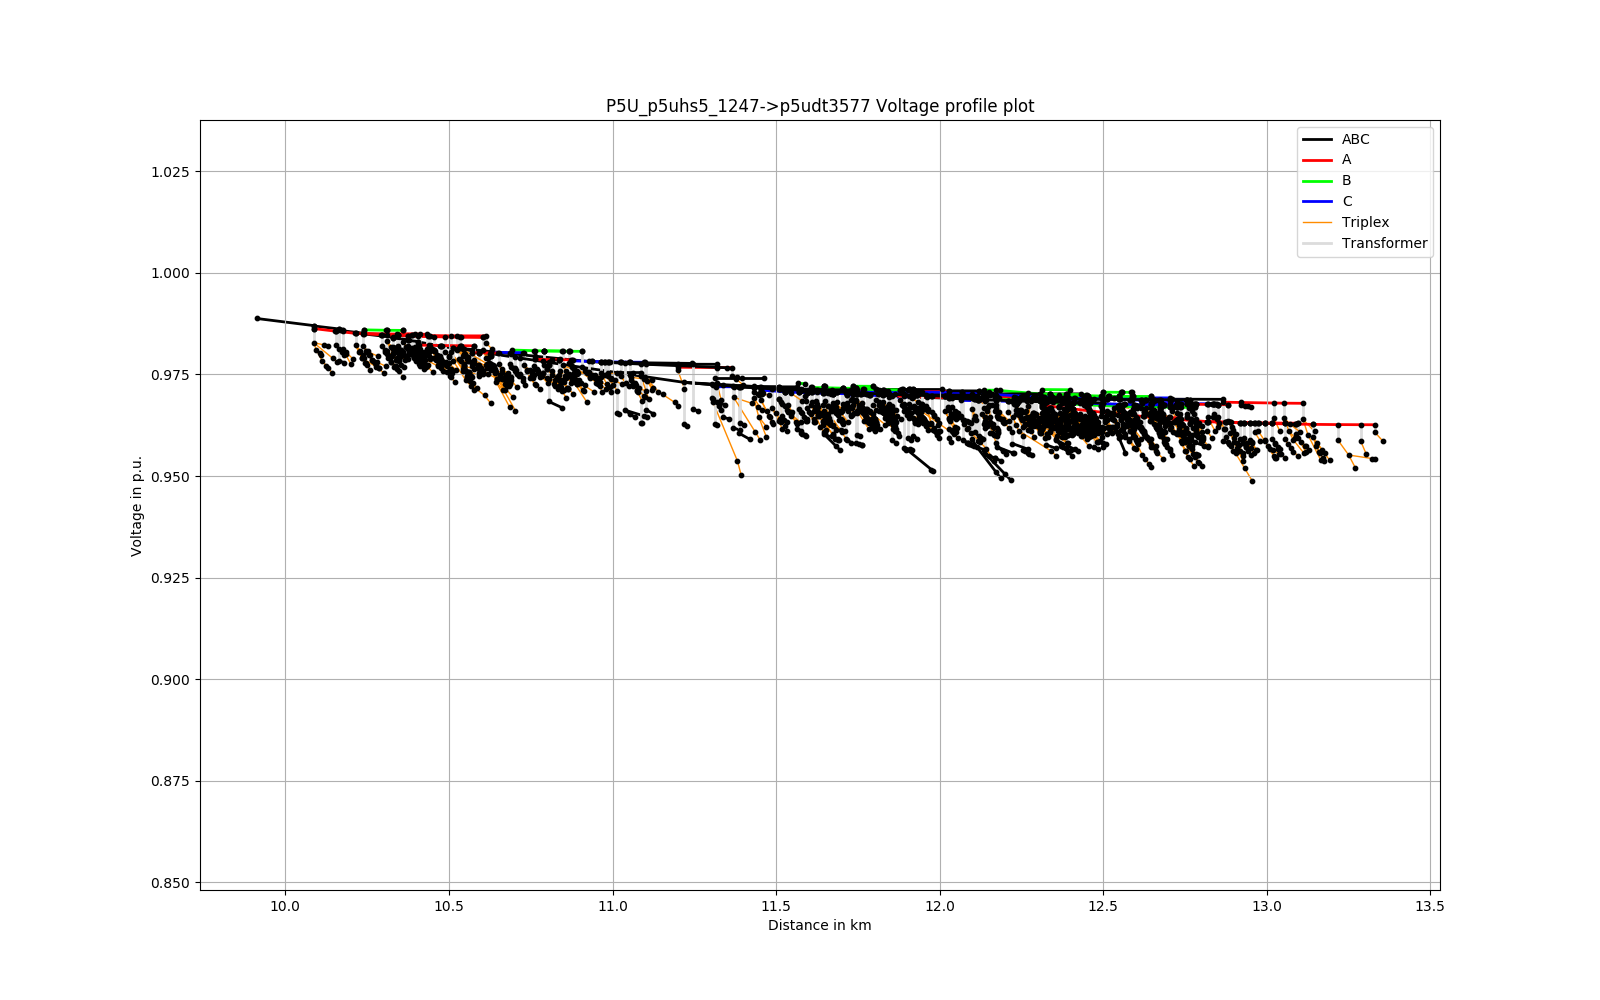 P5U_p5uhs5_1247->p5udt3577 Voltage profile plot
ABC
A
B
C
Triplex
Transformer
1.025
1.000
0.975
0.950
0.925
0.900
0.875
0.850
Voltage in p.u.
10.0 10.5 11.0 11.5 12.0 12.5 13.0 13.5
Distance in km